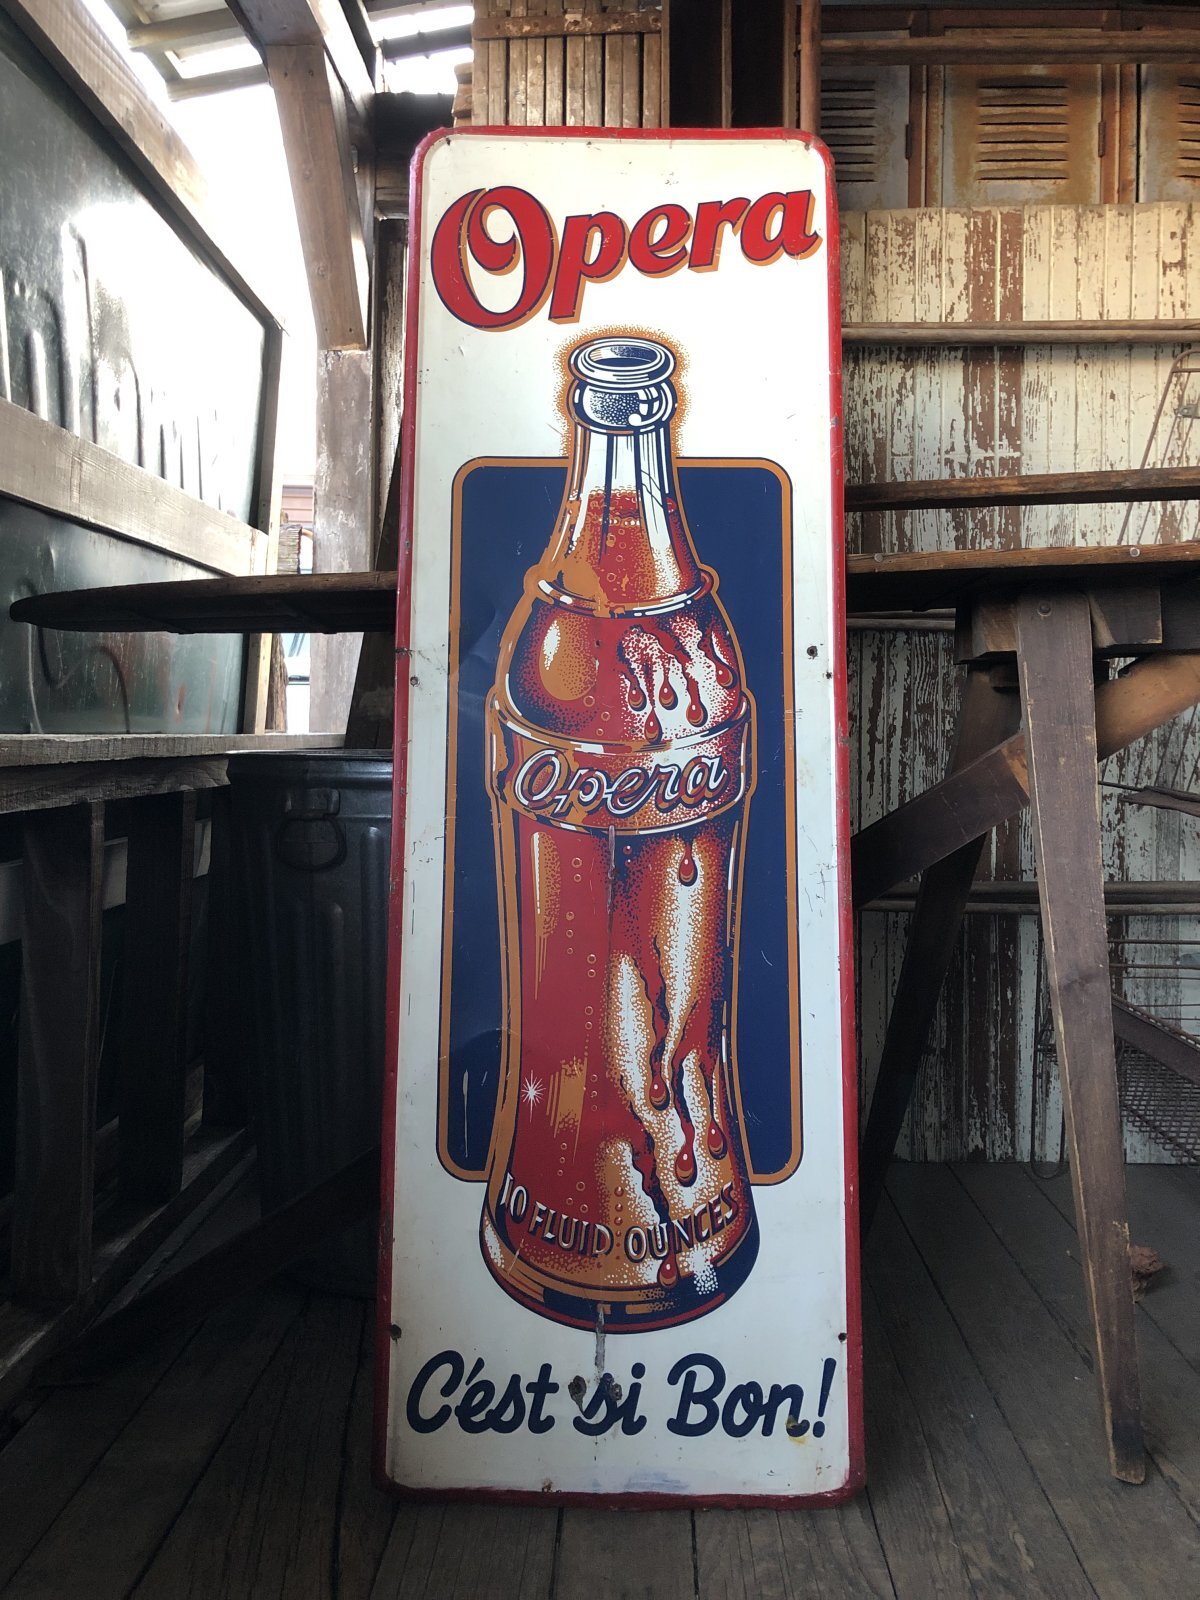 Opera
Opera
10 FLUID OUNCES
C'est si Bon!